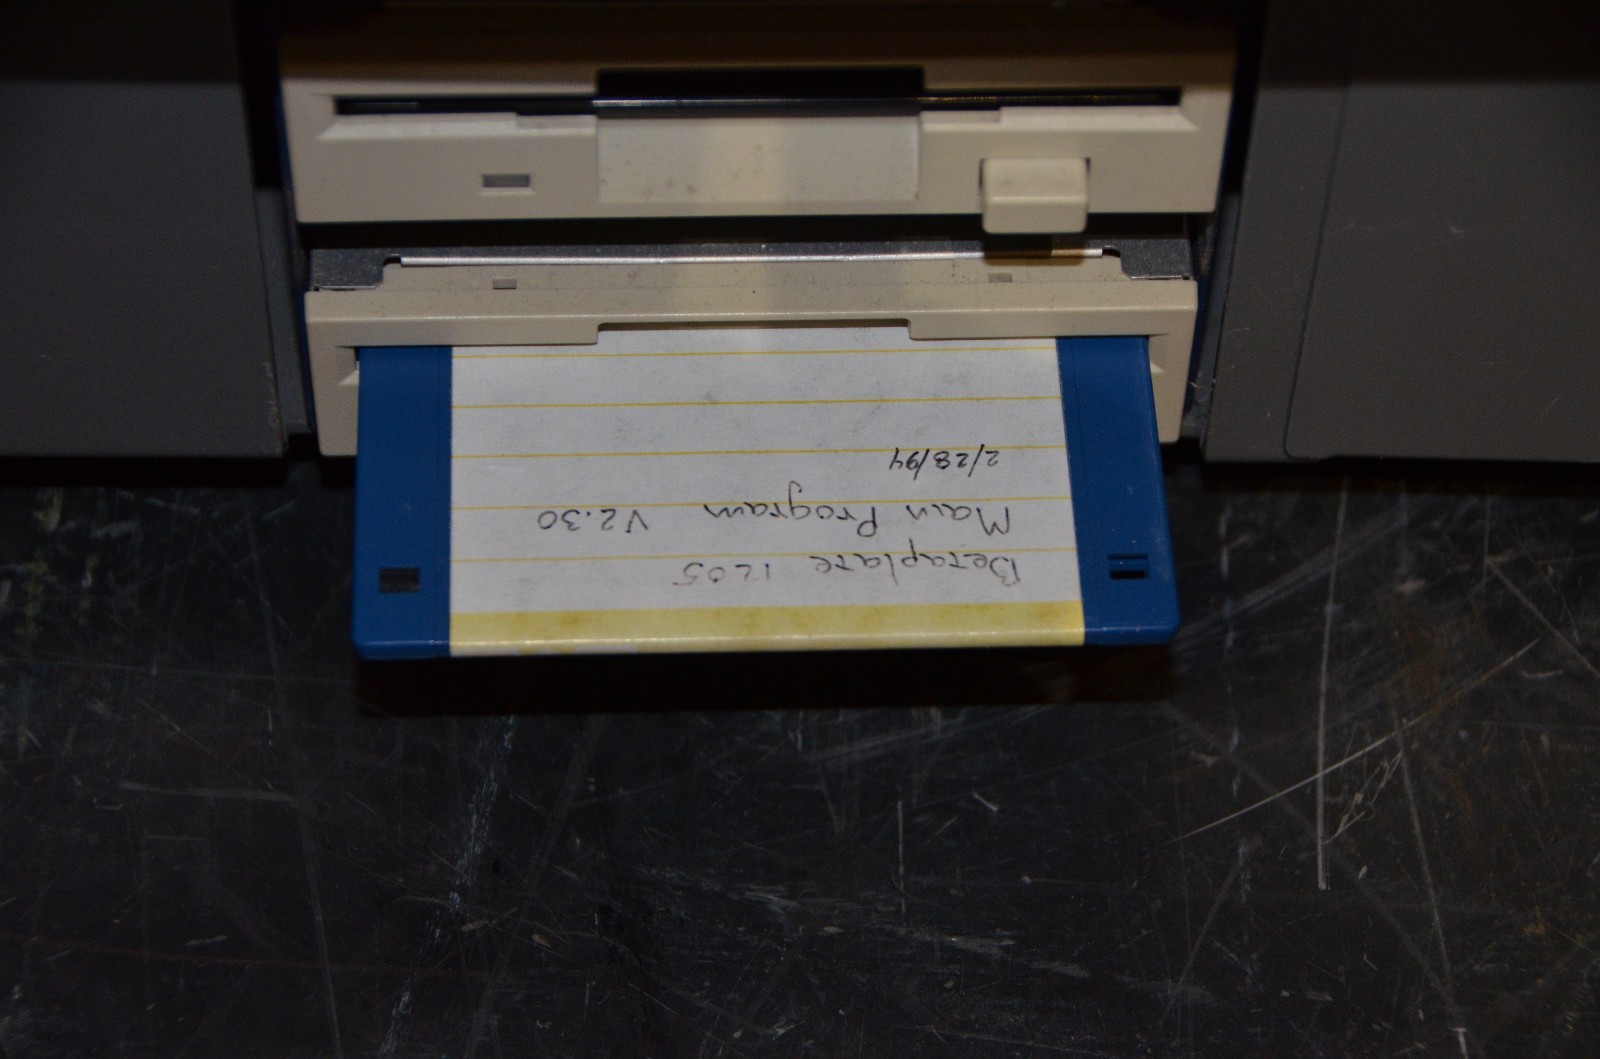 Betaplate 1205
Main Program V2.30
2/28/94